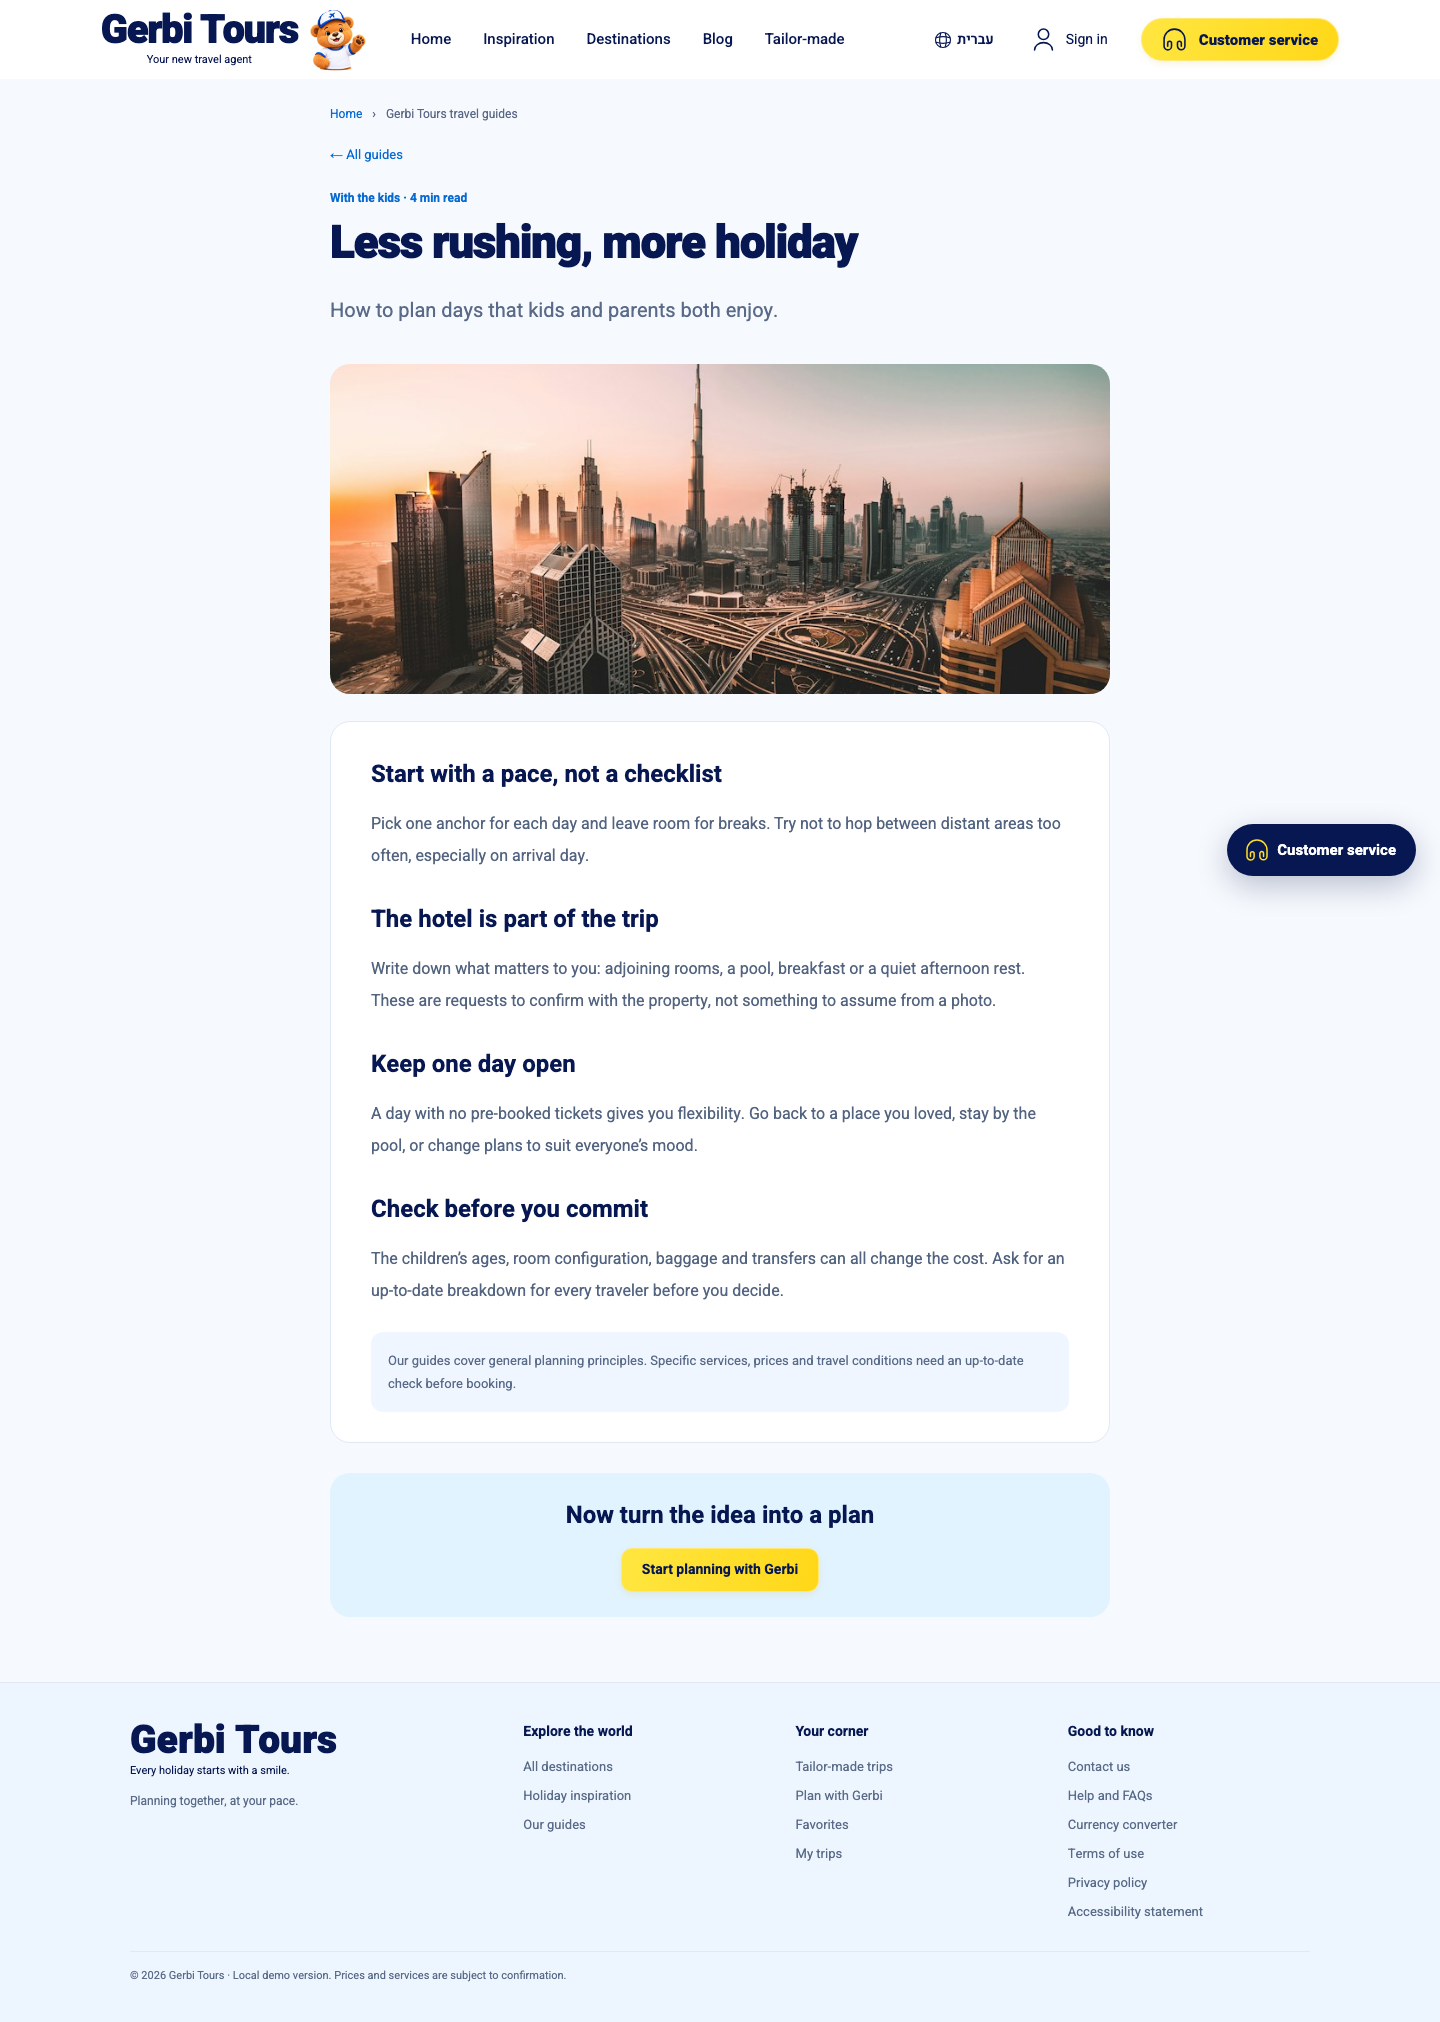 Gerbi Tours
Your new travel agent
Home
Inspiration
Destinations
Blog
Tailor-made
עברית
Sign in
Customer service
Home › Gerbi Tours travel guides
← All guides
With the kids · 4 min read
Less rushing, more holiday
How to plan days that kids and parents both enjoy.
Start with a pace, not a checklist
Pick one anchor for each day and leave room for breaks. Try not to hop between distant areas too
often, especially on arrival day.
Customer service
The hotel is part of the trip
Write down what matters to you: adjoining rooms, a pool, breakfast or a quiet afternoon rest.
These are requests to confirm with the property, not something to assume from a photo.
Keep one day open
A day with no pre-booked tickets gives you flexibility. Go back to a place you loved, stay by the
pool, or change plans to suit everyone’s mood.
Check before you commit
The children’s ages, room configuration, baggage and transfers can all change the cost. Ask for an
up-to-date breakdown for every traveler before you decide.
Our guides cover general planning principles. Specific services, prices and travel conditions need an up-to-date
check before booking.
Now turn the idea into a plan
Start planning with Gerbi
Gerbi Tours
Every holiday starts with a smile.
Planning together, at your pace.
Explore the world
All destinations
Holiday inspiration
Our guides
Your corner
Tailor-made trips
Plan with Gerbi
Favorites
My trips
Good to know
Contact us
Help and FAQs
Currency converter
Terms of use
Privacy policy
Accessibility statement
© 2026 Gerbi Tours · Local demo version. Prices and services are subject to confirmation.